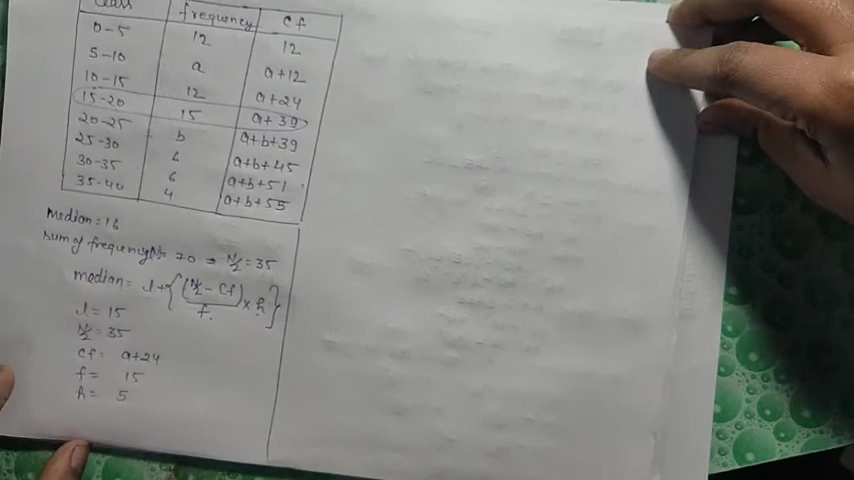 class frequency cf
0-5 12 12
5-10 a a+12
10-15 12 a+24
15-20 15 a+39
20-25 b a+b+39
25-30 6 a+b+45
30-35 6 a+b+51
35-40 4 a+b+55
Median = 16
Sum of frequency N = 70 ⇒ N/2 = 35
median = l + { (N/2 - Cf)/f × h }
l = 15
N/2 = 35
Cf = a+24
f = 15
h = 5